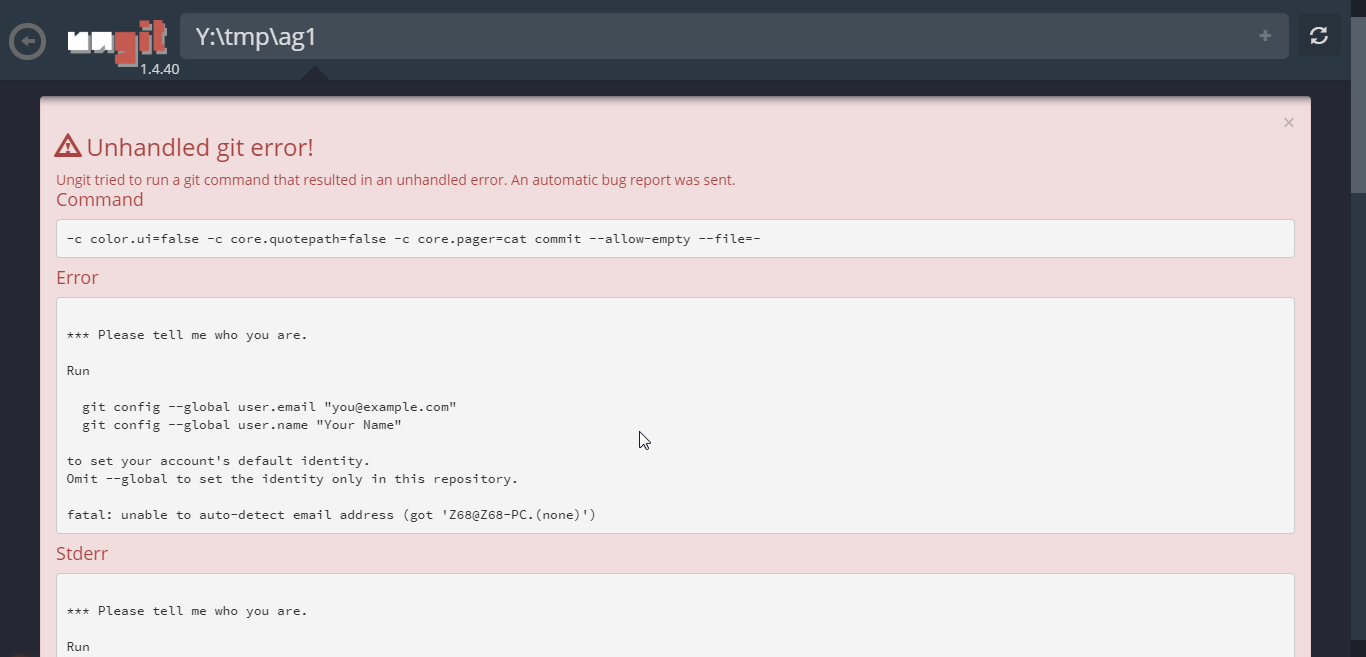 ungit
Y:\tmp\ag1
+
1.4.40
×
Unhandled git error!
Ungit tried to run a git command that resulted in an unhandled error. An automatic bug report was sent.
Command
-c color.ui=false -c core.quotepath=false -c core.pager=cat commit --allow-empty --file=-
Error
*** Please tell me who you are.
Run
git config --global user.email "you@example.com"
git config --global user.name "Your Name"
to set your account's default identity.
Omit --global to set the identity only in this repository.
fatal: unable to auto-detect email address (got 'Z68@Z68-PC.(none)')
Stderr
*** Please tell me who you are.
Run